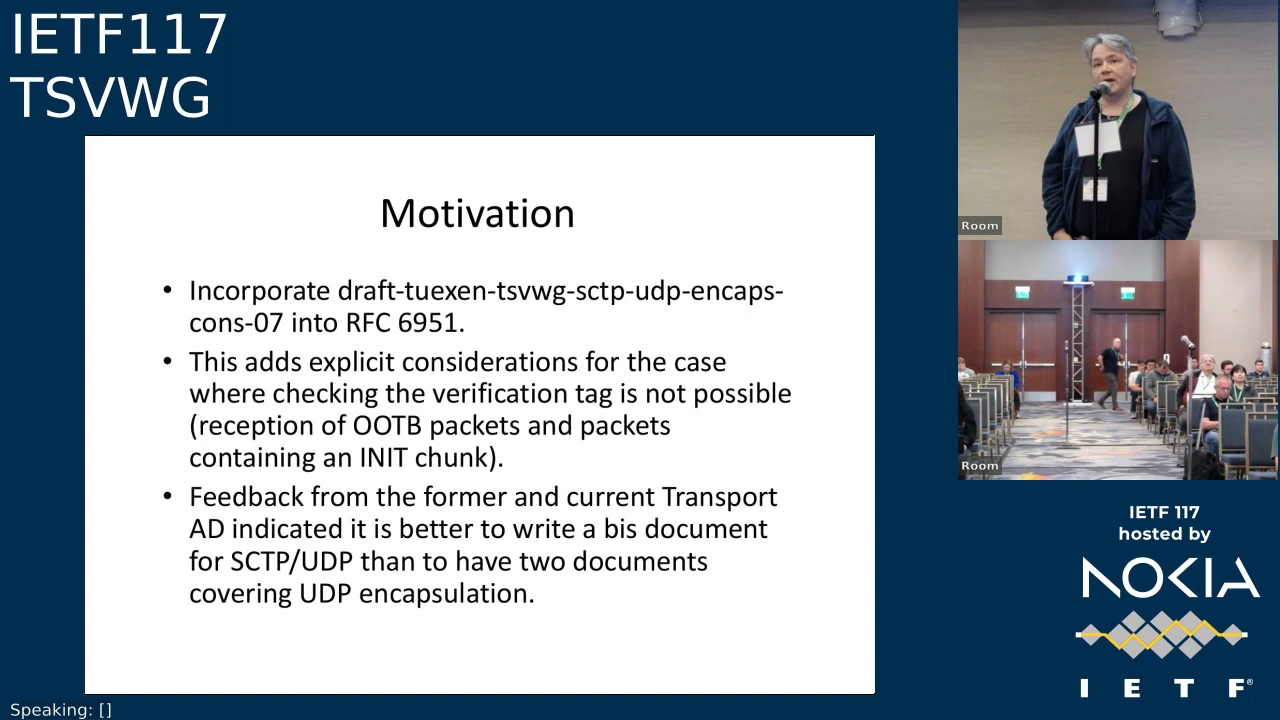 IETF117
TSVWG
Motivation
• Incorporate draft-tuexen-tsvwg-sctp-udp-encaps-
cons-07 into RFC 6951.
• This adds explicit considerations for the case
where checking the verification tag is not possible
(reception of OOTB packets and packets
containing an INIT chunk).
• Feedback from the former and current Transport
AD indicated it is better to write a bis document
for SCTP/UDP than to have two documents
covering UDP encapsulation.
Room
Room
IETF 117
hosted by
NOKIA
I E T F®
Speaking: []